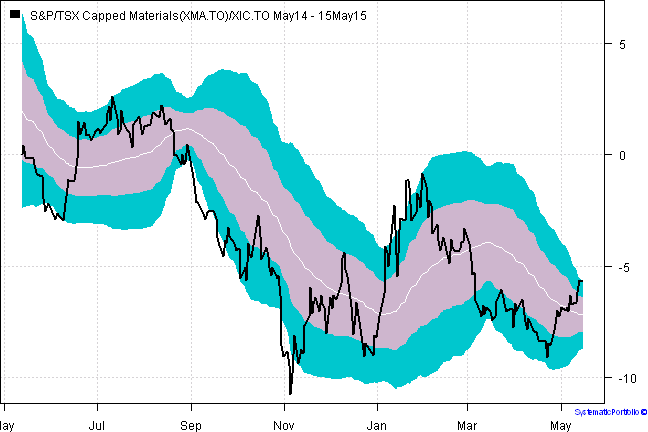 S&P/TSX Capped Materials(XMA.TO)/XIC.TO May14 - 15May15
5
0
-5
-10
May Jul Sep Nov Jan Mar May
SystematicPortfolio ©